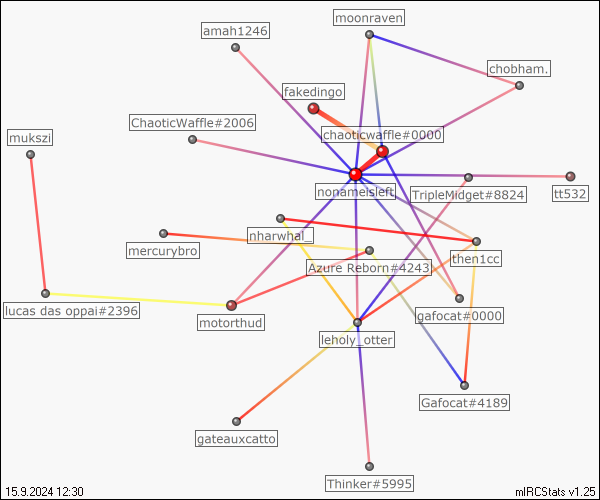 moonraven
amah1246
chobham.
fakedingo
ChaoticWaffle#2006
chaoticwaffle#0000
mukszi
nonameisleft
TripleMidget#8824
tt532
nharwhal_
mercurybro
then1cc
Azure Reborn#4243
lucas das oppai#2396
gafocat#0000
motorthud
leholy_otter
Gafocat#4189
gateauxcatto
Thinker#5995
15.9.2024 12:30
mIRCStats v1.25